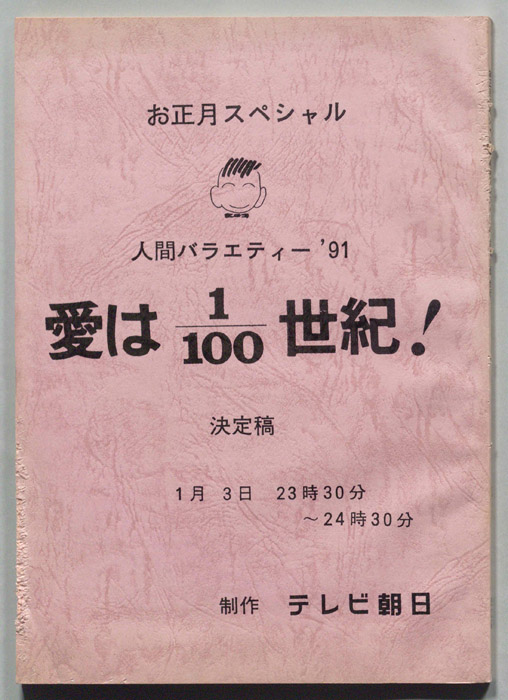 お正月スペシャル
人間バラエティー '91
愛は 1/100 世紀!
決定稿
1月 3日 23時30分
～24時30分
制作 テレビ朝日